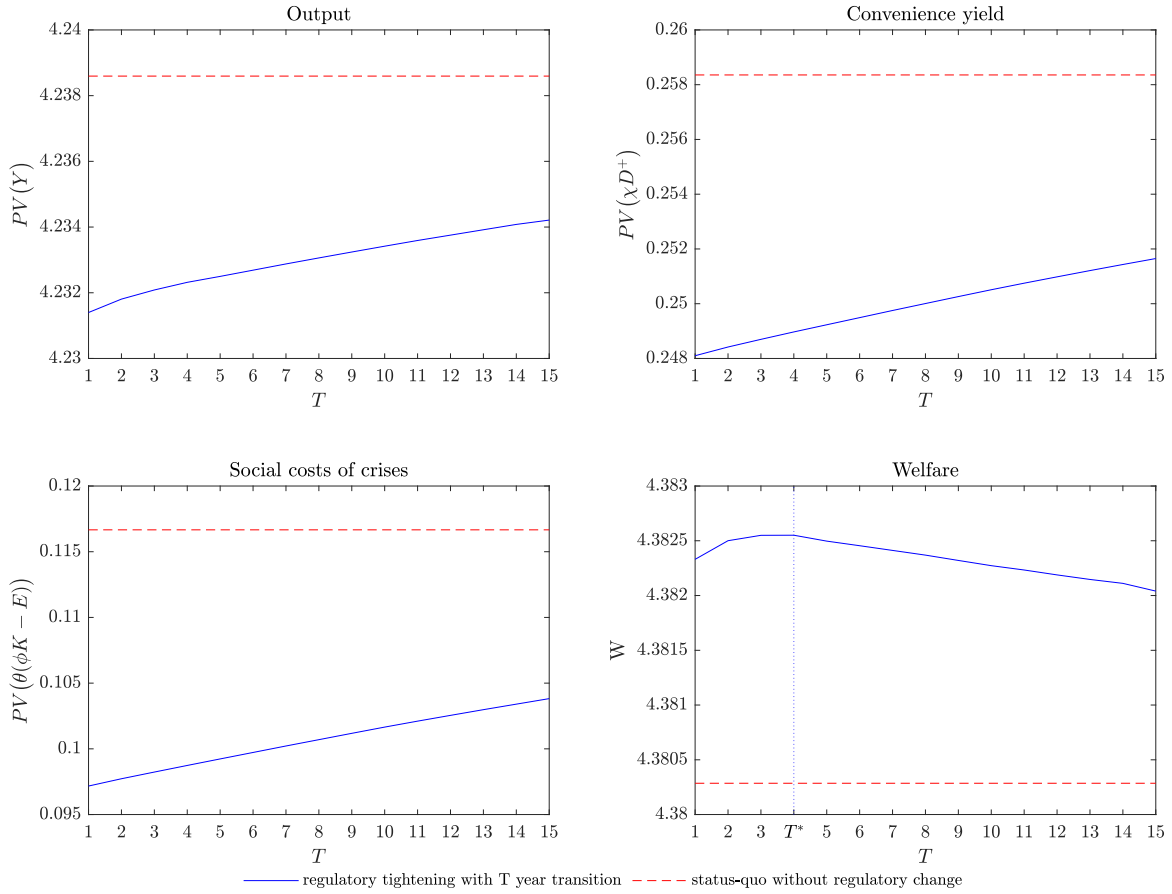 Output
4.24
4.238
4.236
4.234
4.232
4.23
PV(Y)
1 2 3 4 5 6 7 8 9 10 11 12 13 14 15
T
Convenience yield
0.26
0.258
0.256
0.254
0.252
0.25
0.248
PV(χD⁺)
1 2 3 4 5 6 7 8 9 10 11 12 13 14 15
T
Social costs of crises
0.12
0.115
0.11
0.105
0.1
0.095
PV(θ(ϕK − E))
1 2 3 4 5 6 7 8 9 10 11 12 13 14 15
T
Welfare
4.383
4.3825
4.382
4.3815
4.381
4.3805
4.38
W
1 2 3 T* 5 6 7 8 9 10 11 12 13 14 15
T
regulatory tightening with T year transition
status-quo without regulatory change